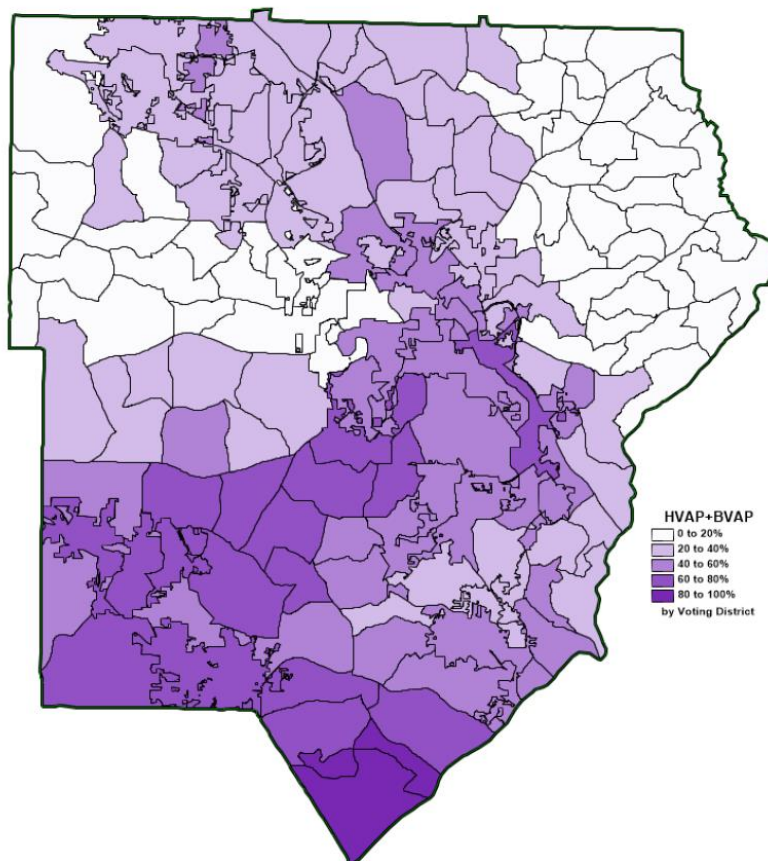 HVAP+BVAP
0 to 20%
20 to 40%
40 to 60%
60 to 80%
80 to 100%
by Voting District